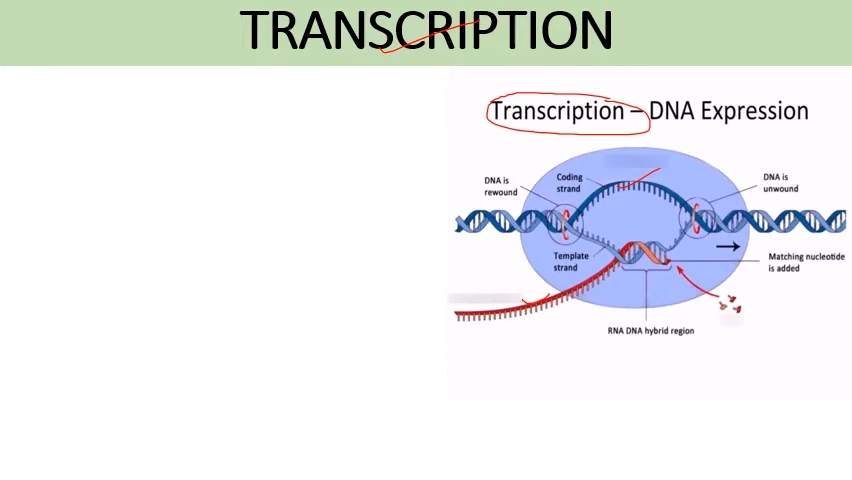 TRANSCRIPTION
Transcription – DNA Expression
DNA is
rewound
Coding
strand
DNA is
unwound
Template
strand
Matching nucleotide
is added
RNA DNA hybrid region